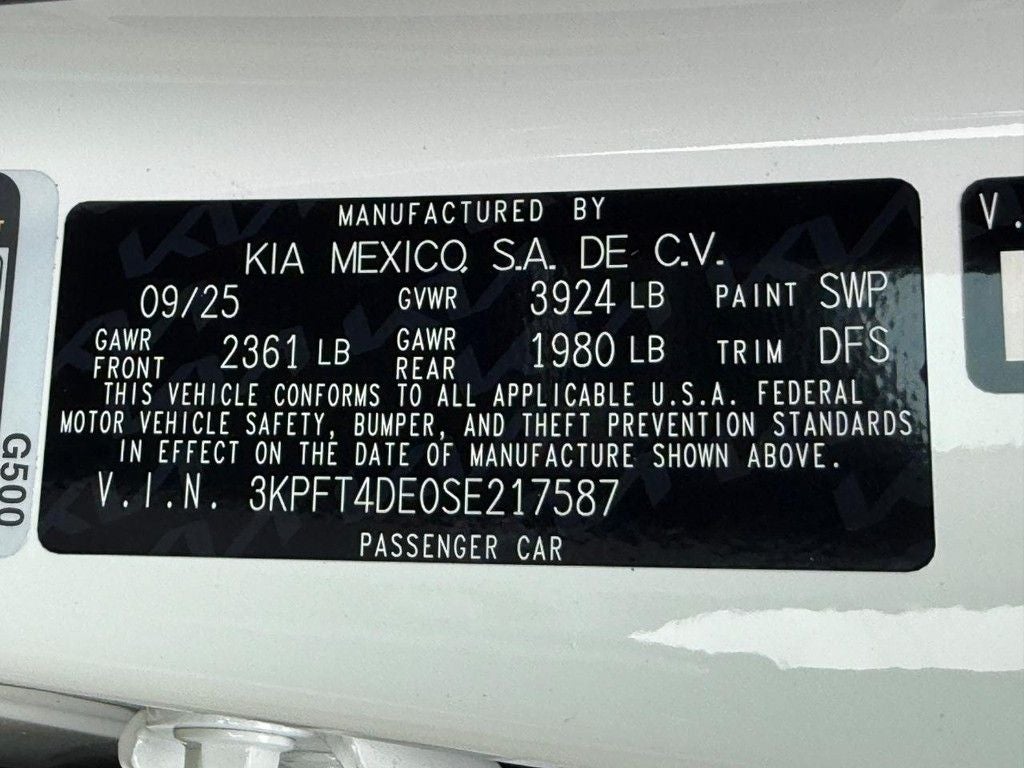 MANUFACTURED BY
KIA MEXICO, S.A. DE C.V.
09/25 GVWR 3924 LB PAINT SWP
GAWR FRONT 2361 LB GAWR REAR 1980 LB TRIM DFS
THIS VEHICLE CONFORMS TO ALL APPLICABLE U.S.A. FEDERAL
MOTOR VEHICLE SAFETY, BUMPER, AND THEFT PREVENTION STANDARDS
IN EFFECT ON THE DATE OF MANUFACTURE SHOWN ABOVE.
V.I.N. 3KPFT4DE0SE217587
PASSENGER CAR
G500
V.